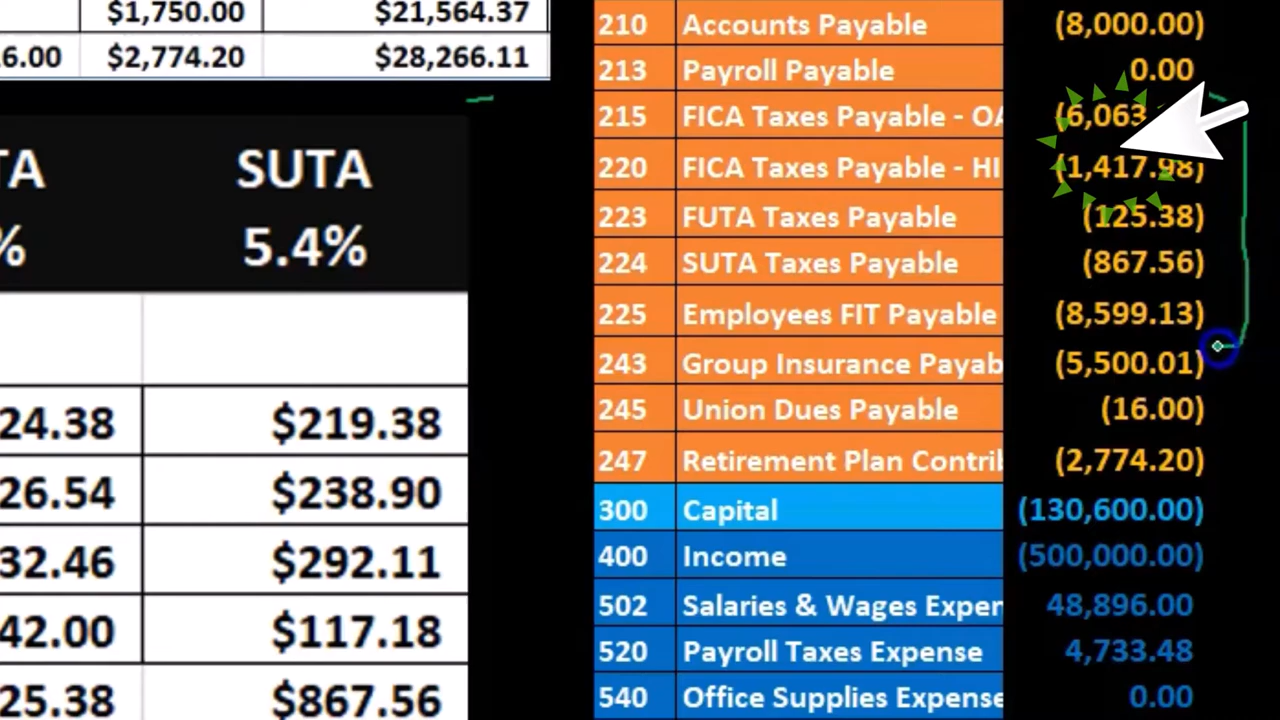 $1,750.00 $21,564.37
6.00 $2,774.20 $28,266.11
TA SUTA
% 5.4%
24.38 $219.38
26.54 $238.90
32.46 $292.11
42.00 $117.18
25.38 $867.56
210 Accounts Payable (8,000.00)
213 Payroll Payable 0.00
215 FICA Taxes Payable - OA (6,063
220 FICA Taxes Payable - HI (1,417.98)
223 FUTA Taxes Payable (125.38)
224 SUTA Taxes Payable (867.56)
225 Employees FIT Payable (8,599.13)
243 Group Insurance Payab (5,500.01)
245 Union Dues Payable (16.00)
247 Retirement Plan Contrib (2,774.20)
300 Capital (130,600.00)
400 Income (500,000.00)
502 Salaries & Wages Expen 48,896.00
520 Payroll Taxes Expense 4,733.48
540 Office Supplies Expense 0.00